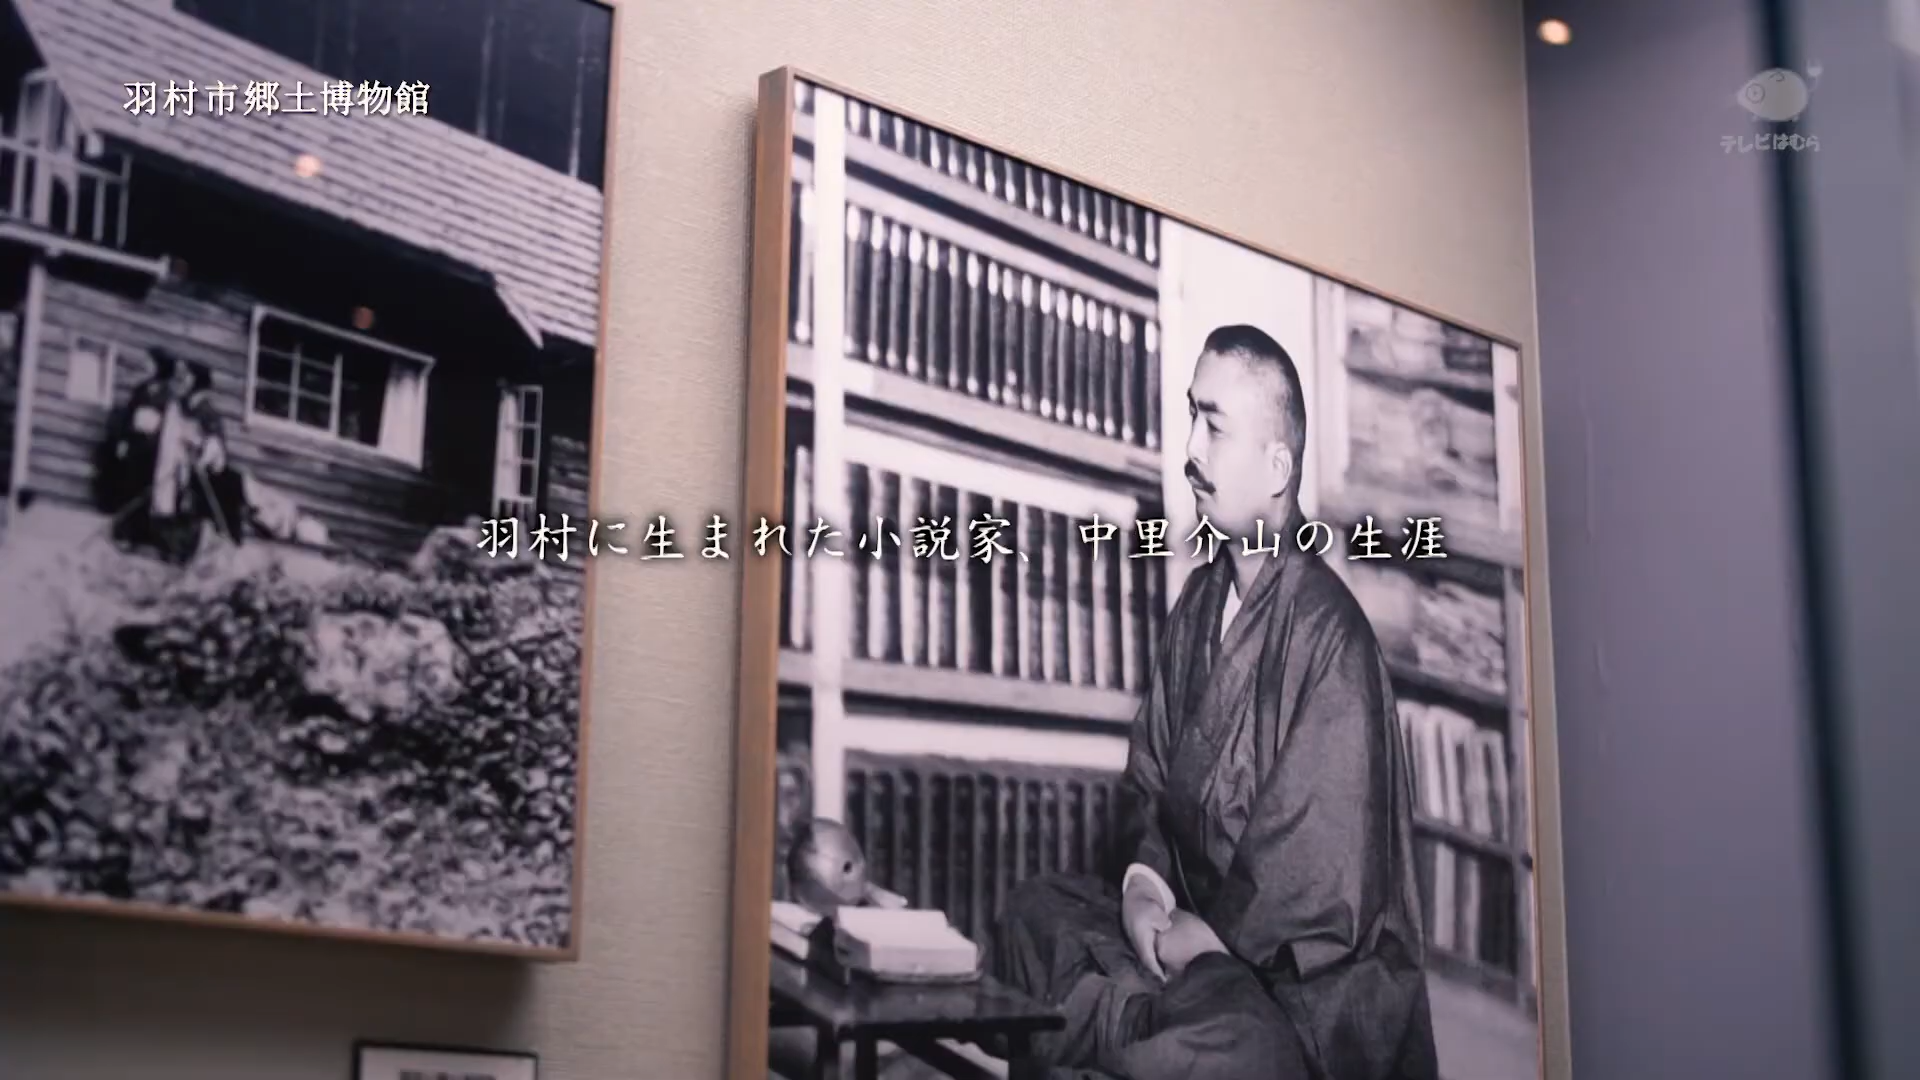 羽村市郷土博物館
テレビはむら
羽村に生まれた小説家、中里介山の生涯